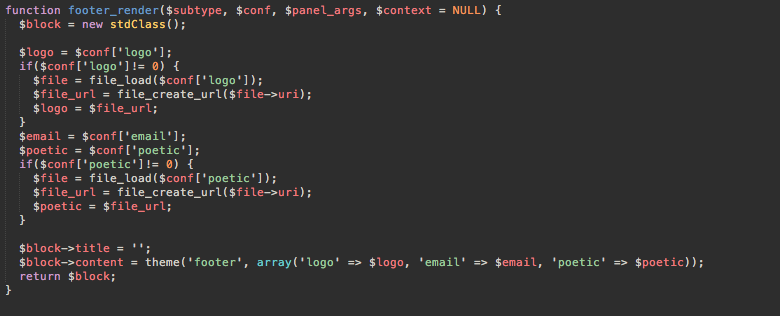 function footer_render($subtype, $conf, $panel_args, $context = NULL) {
$block = new stdClass();
$logo = $conf['logo'];
if($conf['logo']!= 0) {
$file = file_load($conf['logo']);
$file_url = file_create_url($file->uri);
$logo = $file_url;
}
$email = $conf['email'];
$poetic = $conf['poetic'];
if($conf['poetic']!= 0) {
$file = file_load($conf['poetic']);
$file_url = file_create_url($file->uri);
$poetic = $file_url;
}
$block->title = '';
$block->content = theme('footer', array('logo' => $logo, 'email' => $email, 'poetic' => $poetic));
return $block;
}